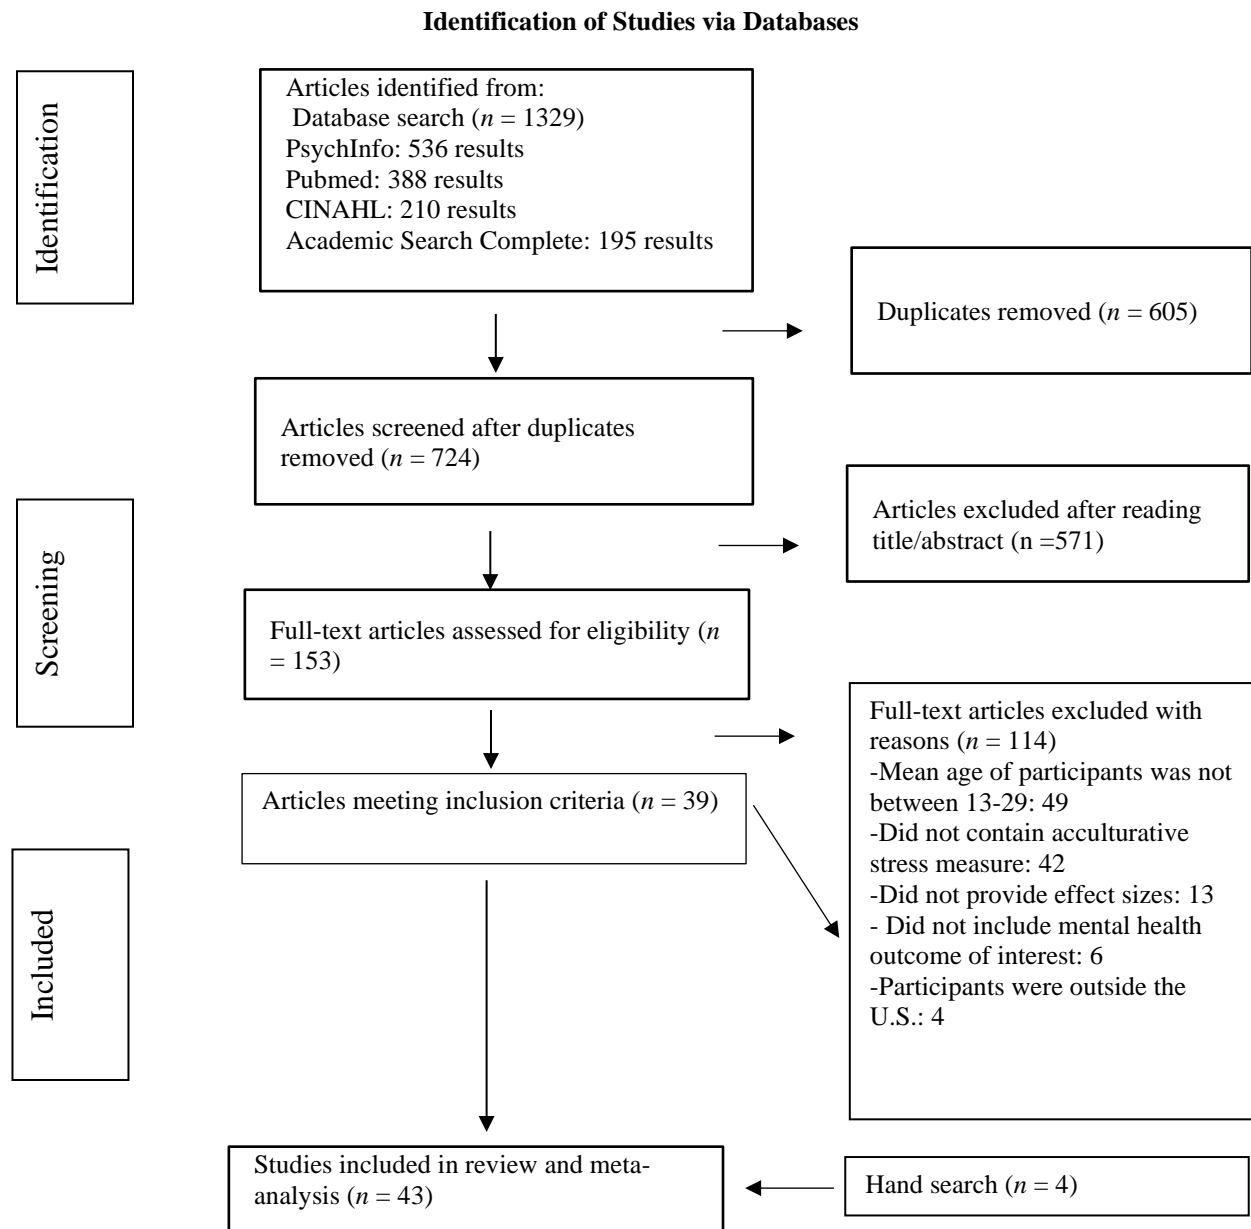 Identification of Studies via Databases
Identification
Articles identified from:
Database search (n = 1329)
PsychInfo: 536 results
Pubmed: 388 results
CINAHL: 210 results
Academic Search Complete: 195 results
Duplicates removed (n = 605)
Articles screened after duplicates
removed (n = 724)
Screening
Articles excluded after reading
title/abstract (n =571)
Full-text articles assessed for eligibility (n
= 153)
Full-text articles excluded with
reasons (n = 114)
-Mean age of participants was not
between 13-29: 49
-Did not contain acculturative
stress measure: 42
-Did not provide effect sizes: 13
- Did not include mental health
outcome of interest: 6
-Participants were outside the
U.S.: 4
Articles meeting inclusion criteria (n = 39)
Included
Studies included in review and meta-
analysis (n = 43)
Hand search (n = 4)